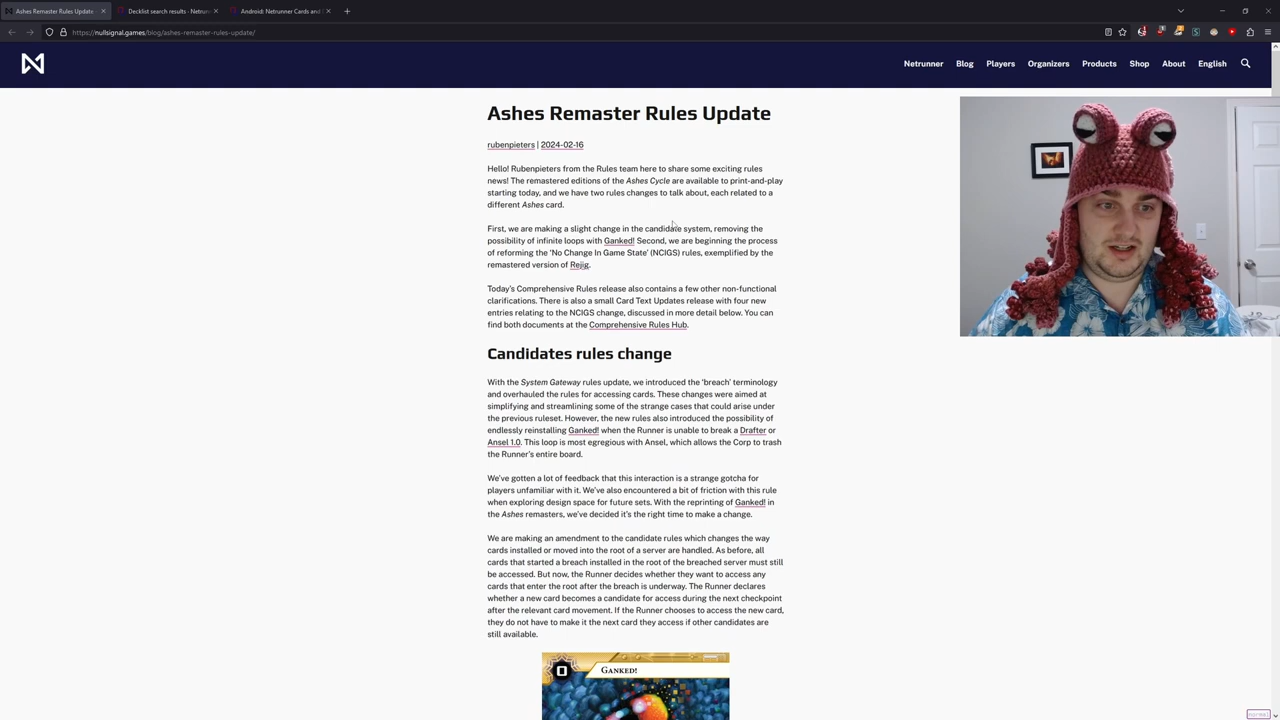 Ashes Remaster Rules Update
Decklist search results · Netrun
Android: Netrunner Cards and
https://nullsignal.games/blog/ashes-remaster-rules-update/
Netrunner Blog Players Organizers Products Shop About English
Ashes Remaster Rules Update
rubenpieters | 2024-02-16
Hello! Rubenpieters from the Rules team here to share some exciting rules
news! The remastered editions of the Ashes Cycle are available to print-and-play
starting today, and we have two rules changes to talk about, each related to a
different Ashes card.
First, we are making a slight change in the candidate system, removing the
possibility of infinite loops with Ganked! Second, we are beginning the process
of reforming the ‘No Change In Game State’ (NCIGS) rules, exemplified by the
remastered version of Rejig.
Today’s Comprehensive Rules release also contains a few other non-functional
clarifications. There is also a small Card Text Updates release with four new
entries relating to the NCIGS change, discussed in more detail below. You can
find both documents at the Comprehensive Rules Hub.
Candidates rules change
With the System Gateway rules update, we introduced the ‘breach’ terminology
and overhauled the rules for accessing cards. These changes were aimed at
simplifying and streamlining some of the strange cases that could arise under
the previous ruleset. However, the new rules also introduced the possibility of
endlessly reinstalling Ganked! when the Runner is unable to break a Drafter or
Ansel 1.0. This loop is most egregious with Ansel, which allows the Corp to trash
the Runner’s entire board.
We’ve gotten a lot of feedback that this interaction is a strange gotcha for
players unfamiliar with it. We’ve also encountered a bit of friction with this rule
when exploring design space for future sets. With the reprinting of Ganked! in
the Ashes remasters, we’ve decided it’s the right time to make a change.
We are making an amendment to the candidate rules which changes the way
cards installed or moved into the root of a server are handled. As before, all
cards that started a breach installed in the root of the breached server must still
be accessed. But now, the Runner decides whether they want to access any
cards that enter the root after the breach is underway. The Runner declares
whether a new card becomes a candidate for access during the next checkpoint
after the relevant card movement. If the Runner chooses to access the new card,
they do not have to make it the next card they access if other candidates are
still available.
0 Ganked!
normal